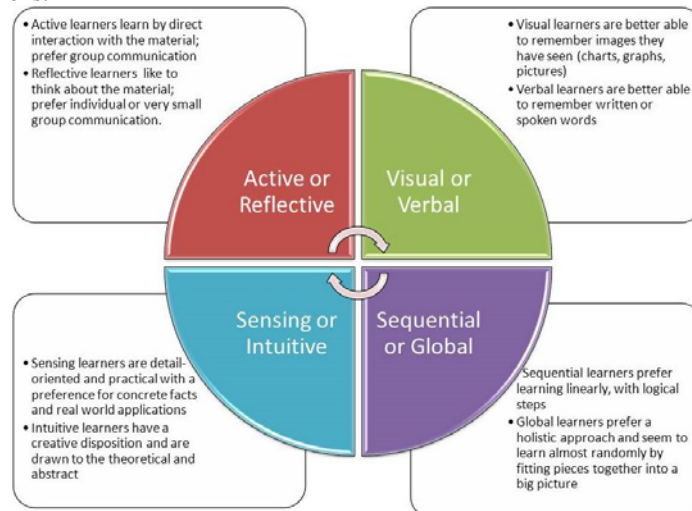 • Active learners learn by direct
interaction with the material;
prefer group communication
• Reflective learners like to
think about the material;
prefer individual or very small
group communication.
• Visual learners are better able
to remember images they
have seen (charts, graphs,
pictures)
• Verbal learners are better able
to remember written or
spoken words
Active or
Reflective
Visual or
Verbal
Sensing or
Intuitive
Sequential
or Global
• Sensing learners are detail-
oriented and practical with a
preference for concrete facts
and real world applications
• Intuitive learners have a
creative disposition and are
drawn to the theoretical and
abstract
Sequential learners prefer
learning linearly, with logical
steps
• Global learners prefer a
holistic approach and seem to
learn almost randomly by
fitting pieces together into a
big picture